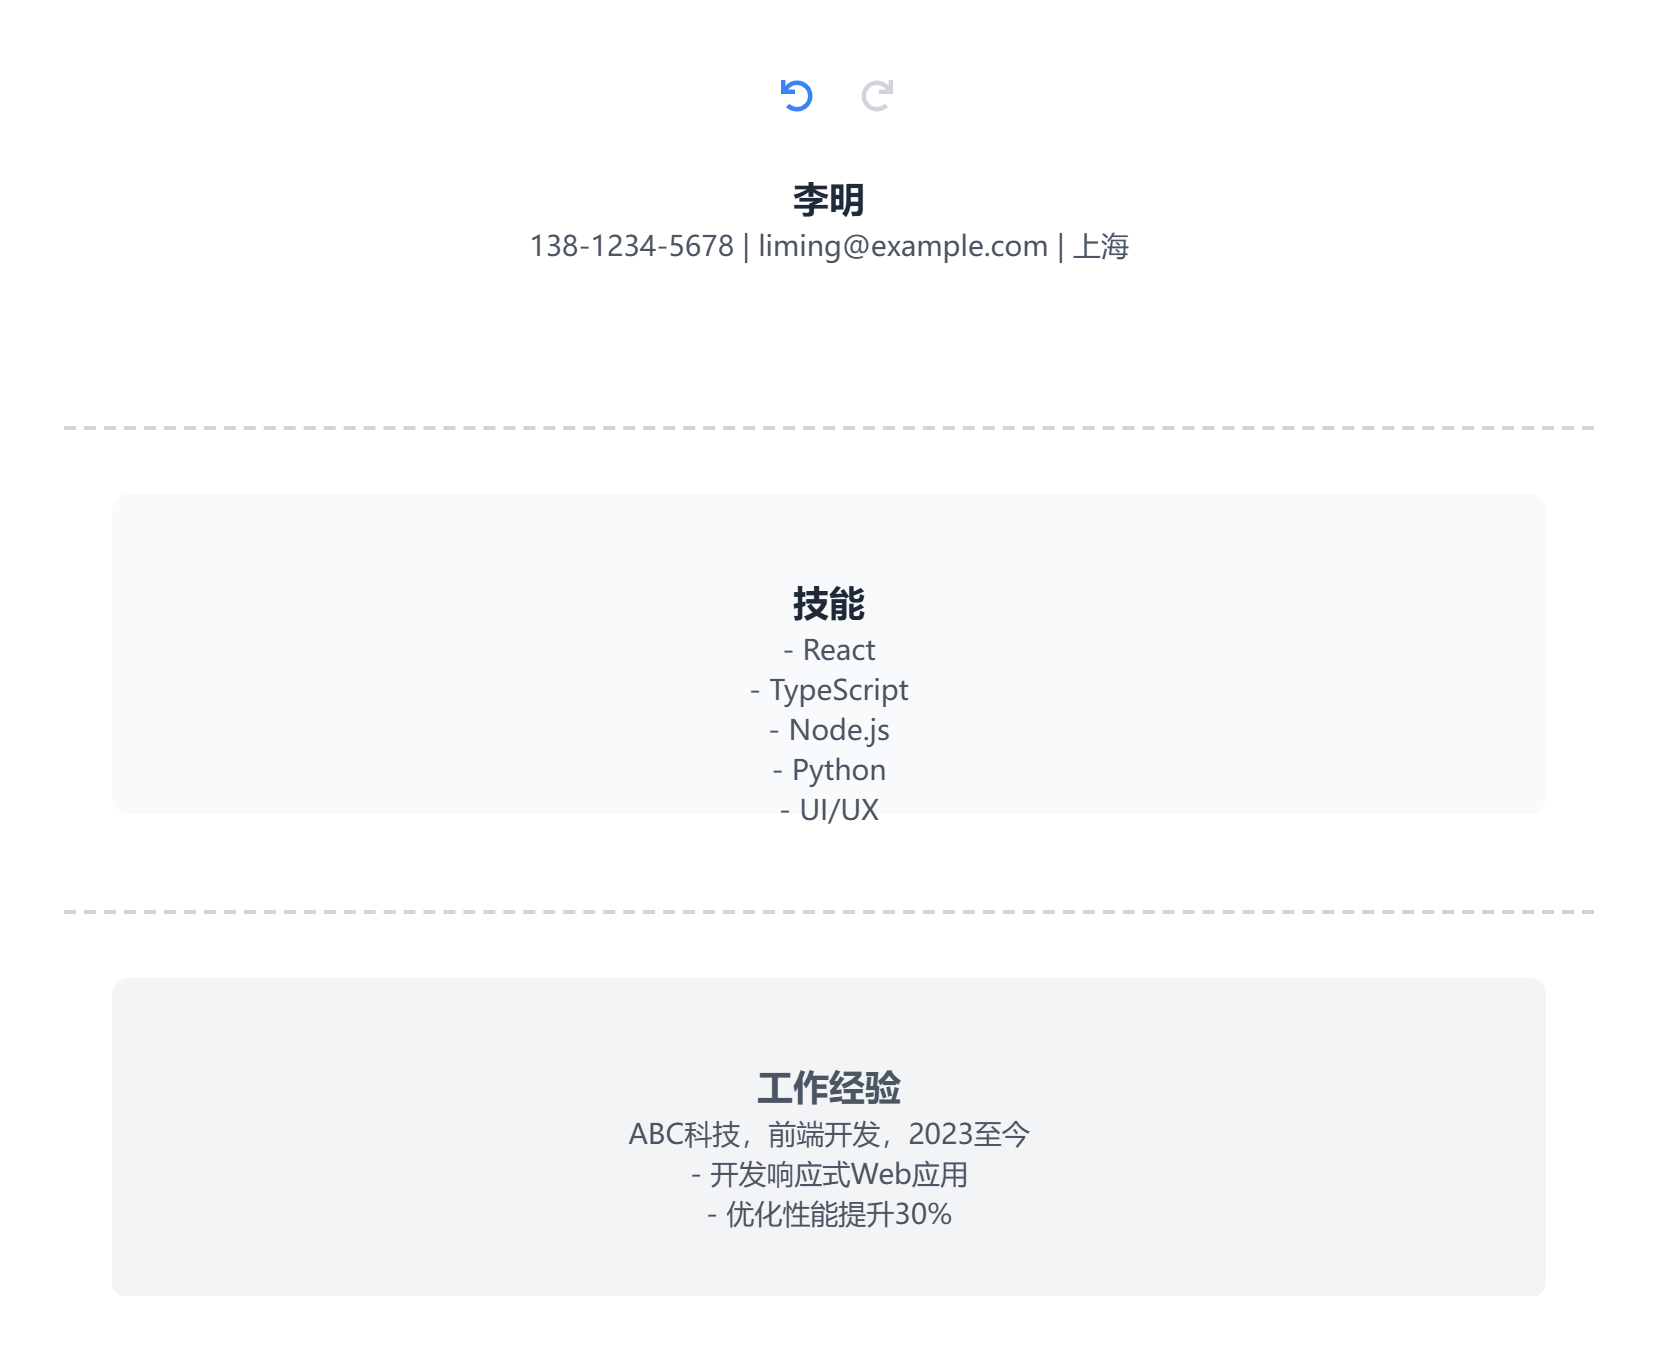 李明
138-1234-5678 | liming@example.com | 上海
技能
- React
- TypeScript
- Node.js
- Python
- UI/UX
工作经验
ABC科技，前端开发，2023至今
- 开发响应式Web应用
- 优化性能提升30%